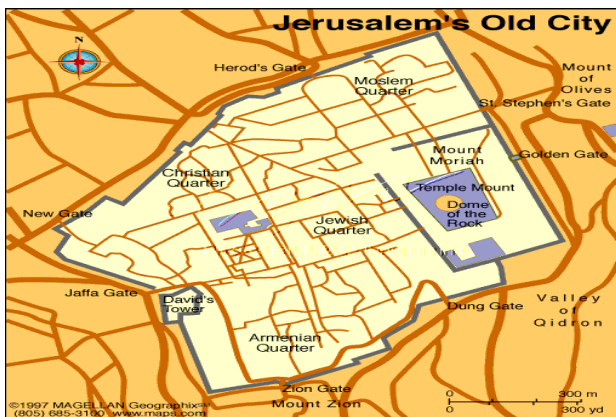 Jerusalem's Old City
N
Herod's Gate
Moslem
Quarter
Mount
of
Olives
St. Stephen's Gate
Mount
Moriah
Golden Gate
Christian
Quarter
Temple Mount
Dome
of the
Rock
New Gate
Jewish
Quarter
Jaffa Gate
David's
Tower
Dung Gate
Valley
of
Qidron
Armenian
Quarter
Zion Gate
Mount Zion
0 300 m
0 300 yd
©1997 MAGELLAN Geographix℠
(805) 685-3100 www.maps.com